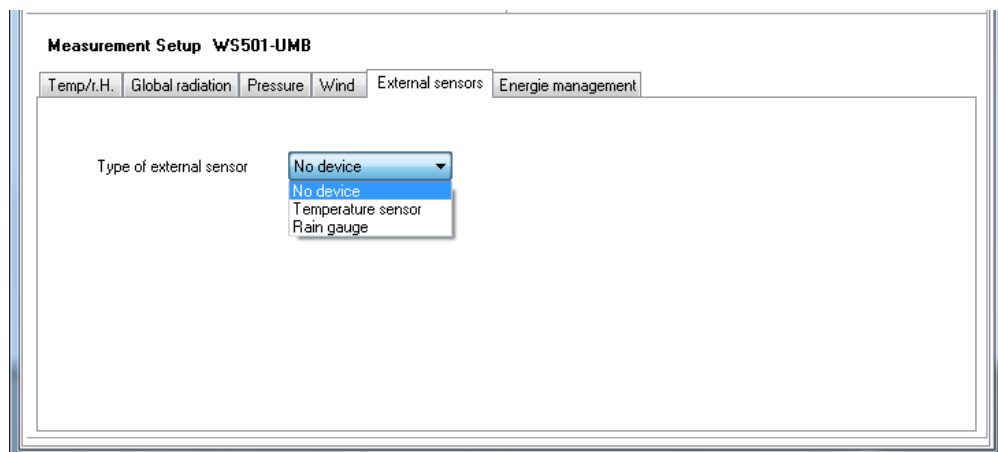 Measurement Setup WS501-UMB
Temp/r.H. Global radiation Pressure Wind External sensors Energie management
Type of external sensor No device
No device
Temperature sensor
Rain gauge